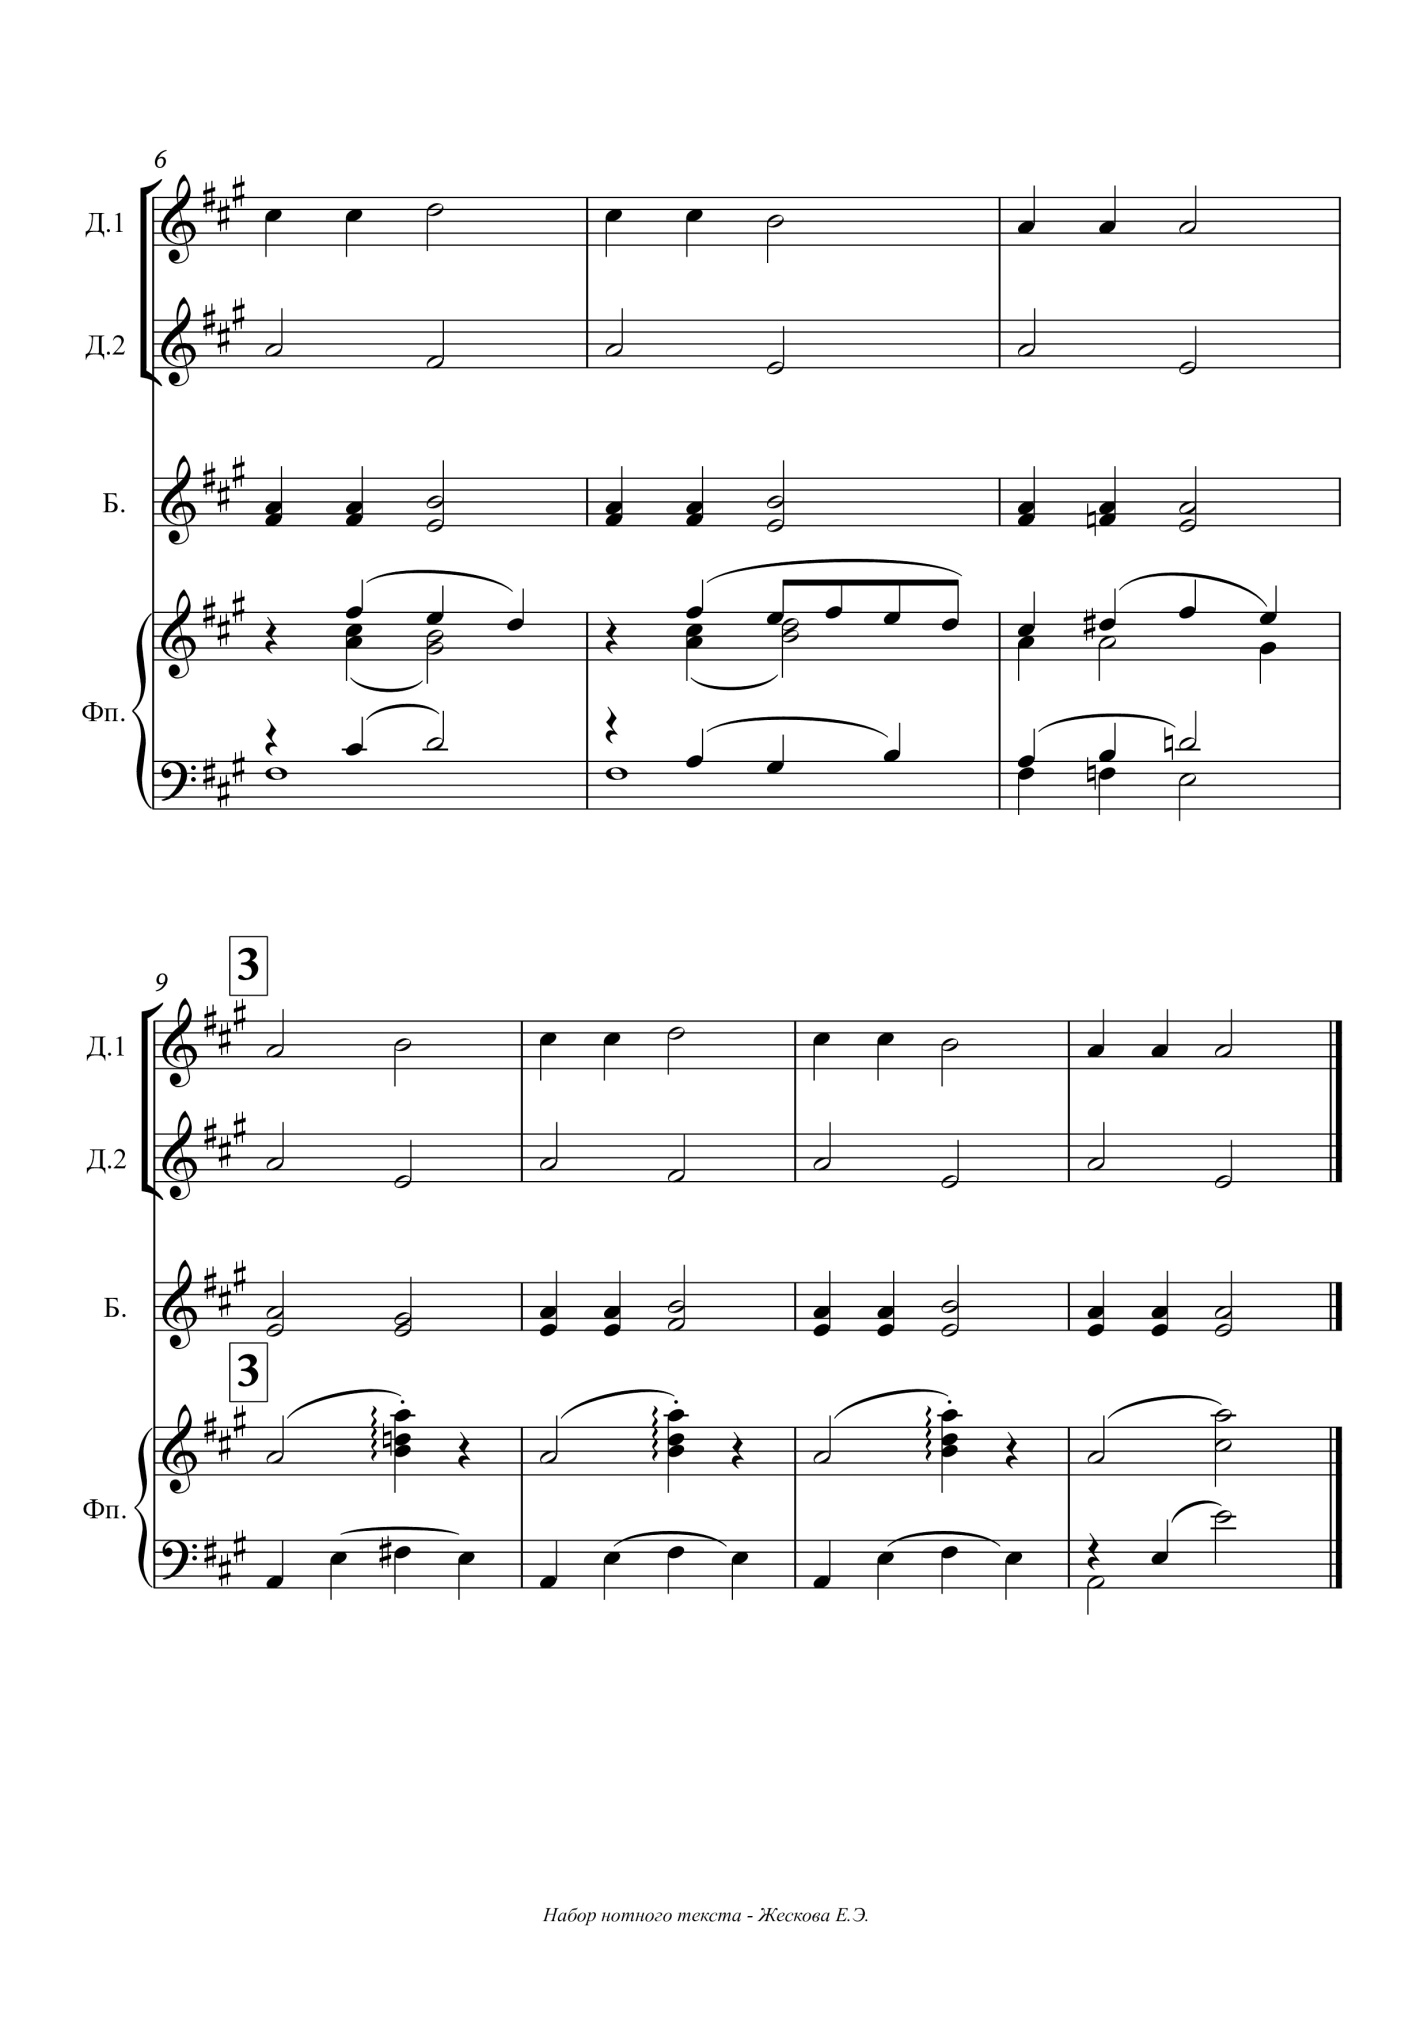 6
Д.1
Д.2
Б.
Фп.
3
9
Д.1
Д.2
Б.
3
Фп.
Набор нотного текста - Жескова Е.Э.